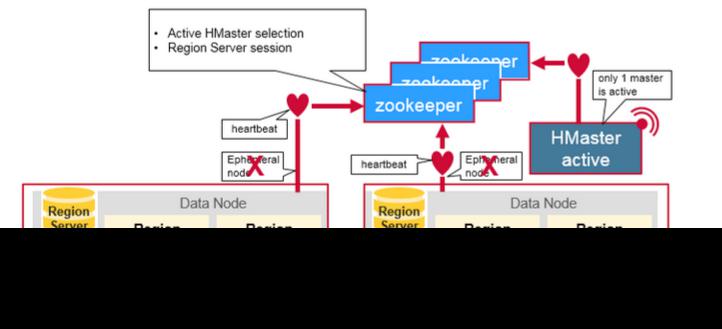 • Active HMaster selection
• Region Server session
zookeeper
zookeeper
zookeeper
only 1 master
is active
HMaster
active
heartbeat
Ephemeral
node
heartbeat
Ephemeral
node
Region
Server
Data Node
Region
Region
Region
Server
Data Node
Region
Region